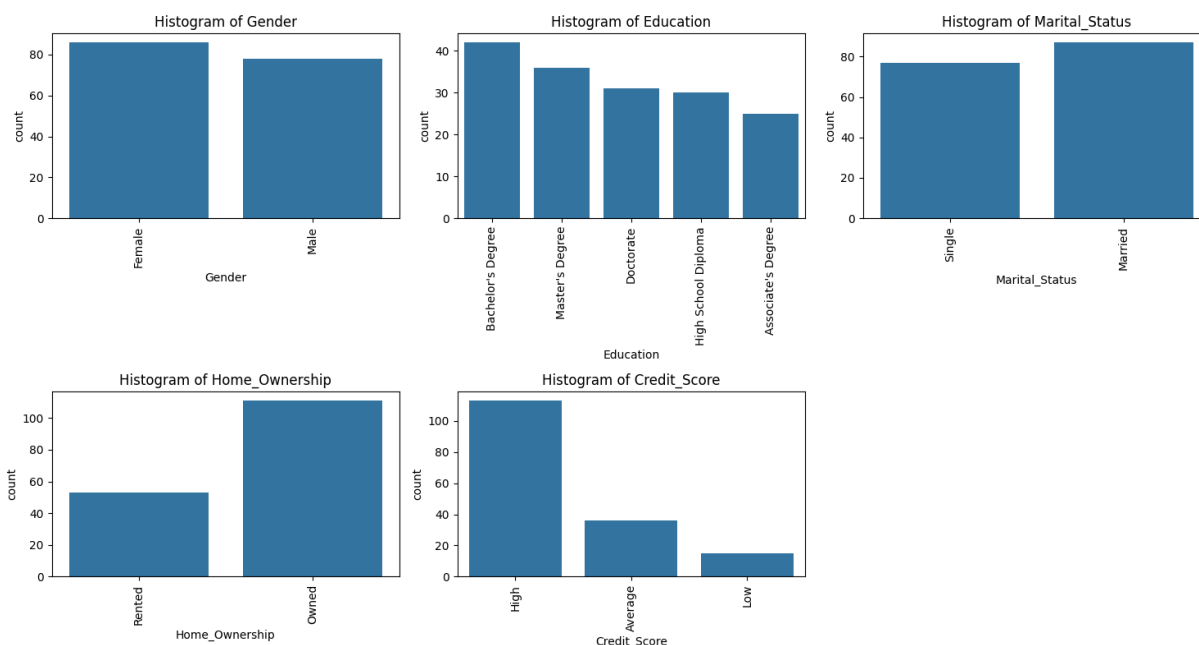 Histogram of Gender
80
60
40
20
0
count
Female
Male
Gender
Histogram of Education
40
30
20
10
0
count
Bachelor's Degree
Master's Degree
Doctorate
High School Diploma
Associate's Degree
Education
Histogram of Marital_Status
80
60
40
20
0
count
Single
Married
Marital_Status
Histogram of Home_Ownership
100
80
60
40
20
0
count
Rented
Owned
Home_Ownership
Histogram of Credit_Score
100
80
60
40
20
0
count
High
Average
Low
Credit_Score